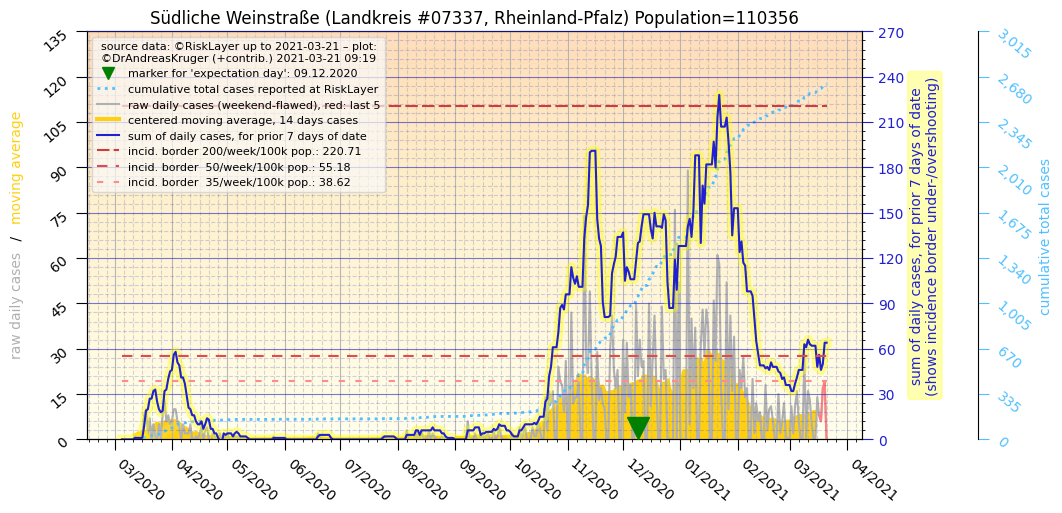 Südliche Weinstraße (Landkreis #07337, Rheinland-Pfalz) Population=110356
source data: ©RiskLayer up to 2021-03-21 – plot:
©DrAndreasKruger (+contrib.) 2021-03-21 09:19
marker for 'expectation day': 09.12.2020
cumulative total cases reported at RiskLayer
raw daily cases (weekend-flawed), red: last 5
centered moving average, 14 days cases
sum of daily cases, for prior 7 days of date
incid. border 200/week/100k pop.: 220.71
incid. border  50/week/100k pop.: 55.18
incid. border  35/week/100k pop.: 38.62
raw daily cases / moving average
135
120
105
90
75
60
45
30
15
0
270
240
210
180
150
120
90
60
30
0
sum of daily cases, for prior 7 days of date
(shows incidence border under-/overshooting)
3,015
2,680
2,345
2,010
1,675
1,340
1,005
670
335
0
cumulative total cases
03/2020
04/2020
05/2020
06/2020
07/2020
08/2020
09/2020
10/2020
11/2020
12/2020
01/2021
02/2021
03/2021
04/2021